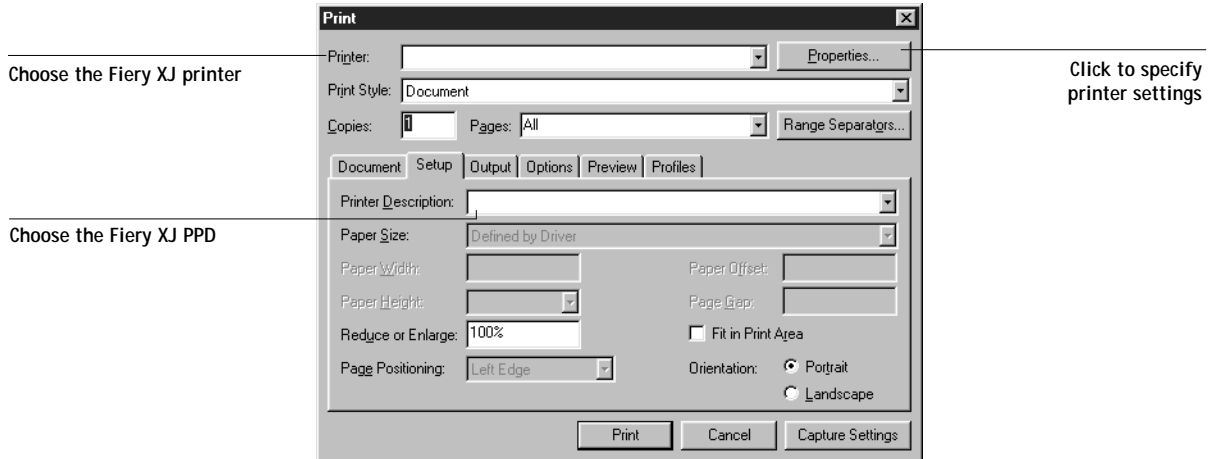 Print
Printer:
Properties...
Choose the Fiery XJ printer
Click to specify
printer settings
Print Style: Document
Copies: 1 Pages: All Range Separators...
Document Setup Output Options Preview Profiles
Printer Description:
Choose the Fiery XJ PPD
Paper Size: Defined by Driver
Paper Width: Paper Offset:
Paper Height: Page Gap:
Reduce or Enlarge: 100% Fit in Print Area
Page Positioning: Left Edge Orientation: Portrait
Landscape
Print Cancel Capture Settings